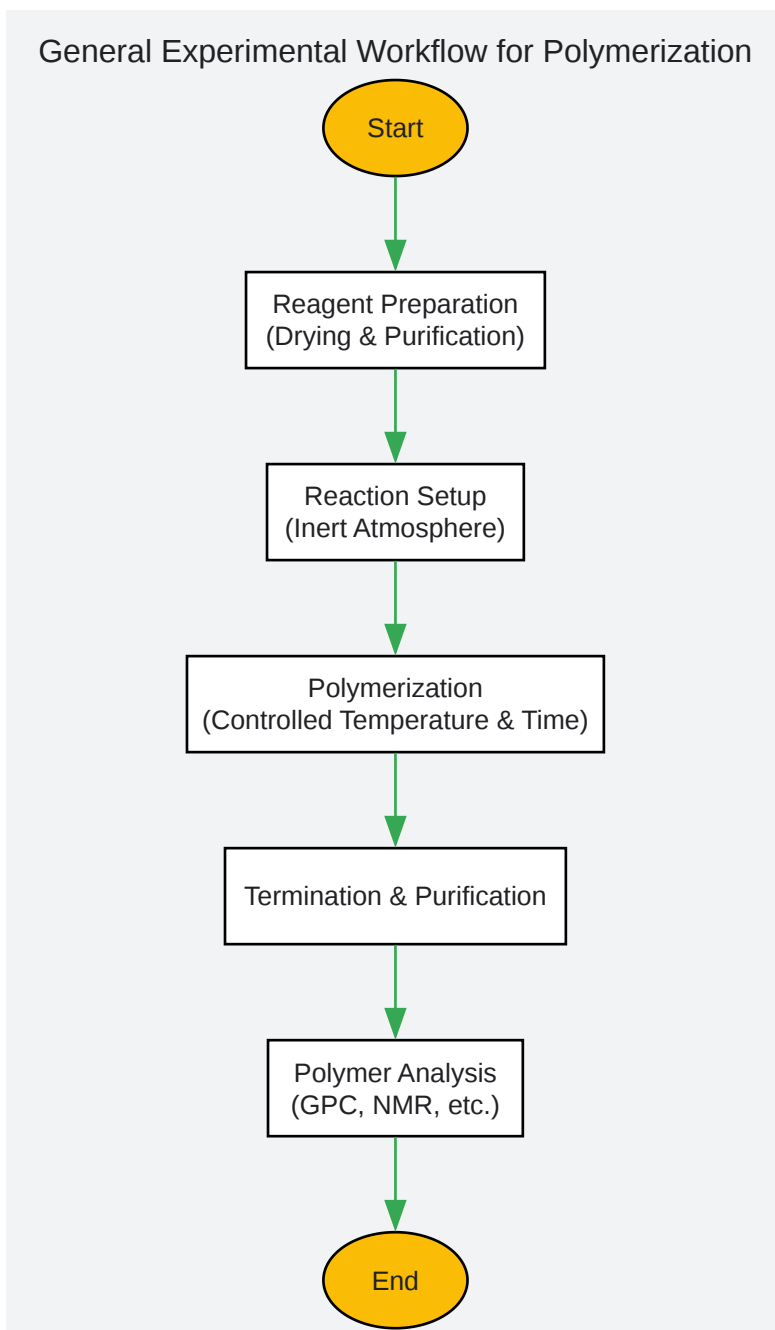 General Experimental Workflow for Polymerization
Start
Reagent Preparation
(Drying & Purification)
Reaction Setup
(Inert Atmosphere)
Polymerization
(Controlled Temperature & Time)
Termination & Purification
Polymer Analysis
(GPC, NMR, etc.)
End